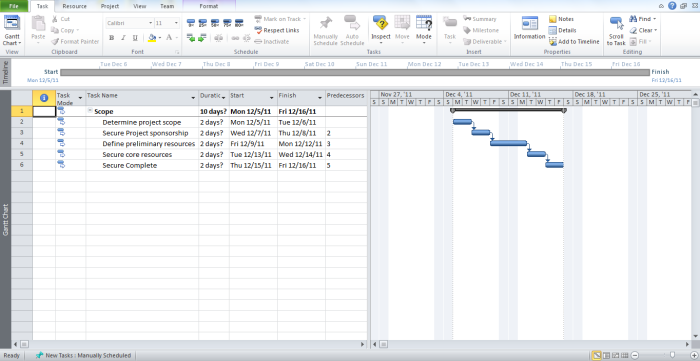 File Task Resource Project View Team Format
Gantt Chart
View
Paste
Cut
Copy
Format Painter
Clipboard
Calibri 11
B I U
Font
0% 25% 50% 75% 100%
Mark on Track
Respect Links
Inactivate
Schedule
Manually Schedule
Auto Schedule
Inspect Move Mode
Tasks
Task
Summary
Milestone
Deliverable
Insert
Information
Notes
Details
Add to Timeline
Properties
Scroll to Task
Find
Clear
Fill
Editing
Timeline
Tue Dec 6 Wed Dec 7 Thu Dec 8 Fri Dec 9 Sat Dec 10 Sun Dec 11 Mon Dec 12 Tue Dec 13 Wed Dec 14 Thu Dec 15 Fri Dec 16
Start
Mon 12/5/11
Finish
Fri 12/16/11
Task Mode Task Name Duratic Start Finish Predecessors
Nov 27, '11 Dec 4, '11 Dec 11, '11 Dec 18, '11 Dec 25, '11
S S M T W T F S S M T W T F S S M T W T F S S M T W T F S S M T W T F S
1 Scope 10 days? Mon 12/5/11 Fri 12/16/11
2 Determine project scope 2 days? Mon 12/5/11 Tue 12/6/11
3 Secure Project sponsorship 2 days? Wed 12/7/11 Thu 12/8/11 2
4 Define preliminary resources 2 days? Fri 12/9/11 Mon 12/12/11 3
5 Secure core resources 2 days? Tue 12/13/11 Wed 12/14/11 4
6 Secure Complete 2 days? Thu 12/15/11 Fri 12/16/11 5
Gantt Chart
Ready New Tasks - Manually Scheduled